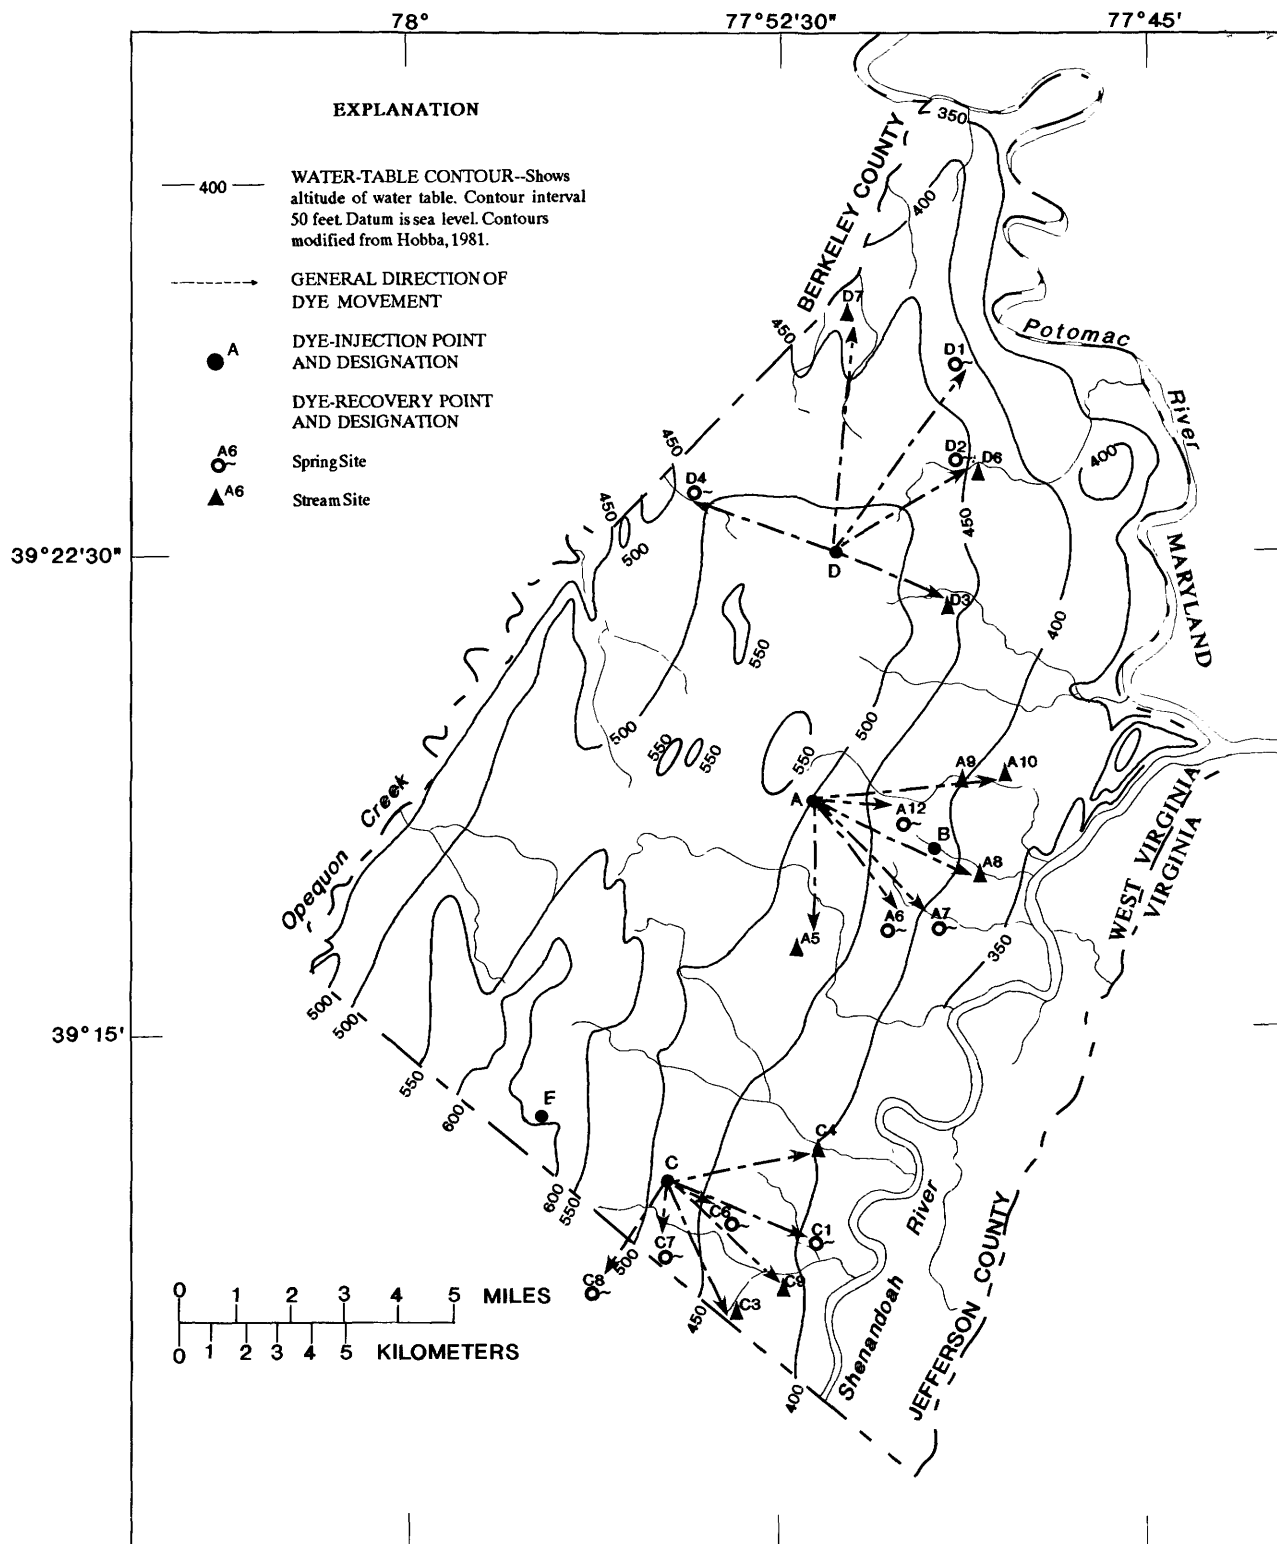 78°
77°52'30"
77°45'
EXPLANATION
400
WATER-TABLE CONTOUR--Shows
altitude of water table. Contour interval
50 feet. Datum is sea level. Contours
modified from Hobba, 1981.
GENERAL DIRECTION OF
DYE MOVEMENT
A
DYE-INJECTION POINT
AND DESIGNATION
DYE-RECOVERY POINT
AND DESIGNATION
A6
Spring Site
A6
Stream Site
350
BERKELEY COUNTY
400
D7
450
Potomac
D1
River
450
D2
D6
400
D4
450
450
500
39°22'30"
D
MARYLAND
D3
400
550
500
500
550
550
550
A9
A10
A
A12
B
Opequon Creek
A8
WEST VIRGINIA
VIRGINIA
A6
A7
A5
350
500
500
39°15'
550
600
E
C4
C
600
550
C6
C1
River
C7
500
C8
C9
C3
450
0 1 2 3 4 5 MILES
0 1 2 3 4 5 KILOMETERS
Shenandoah
JEFFERSON COUNTY
400